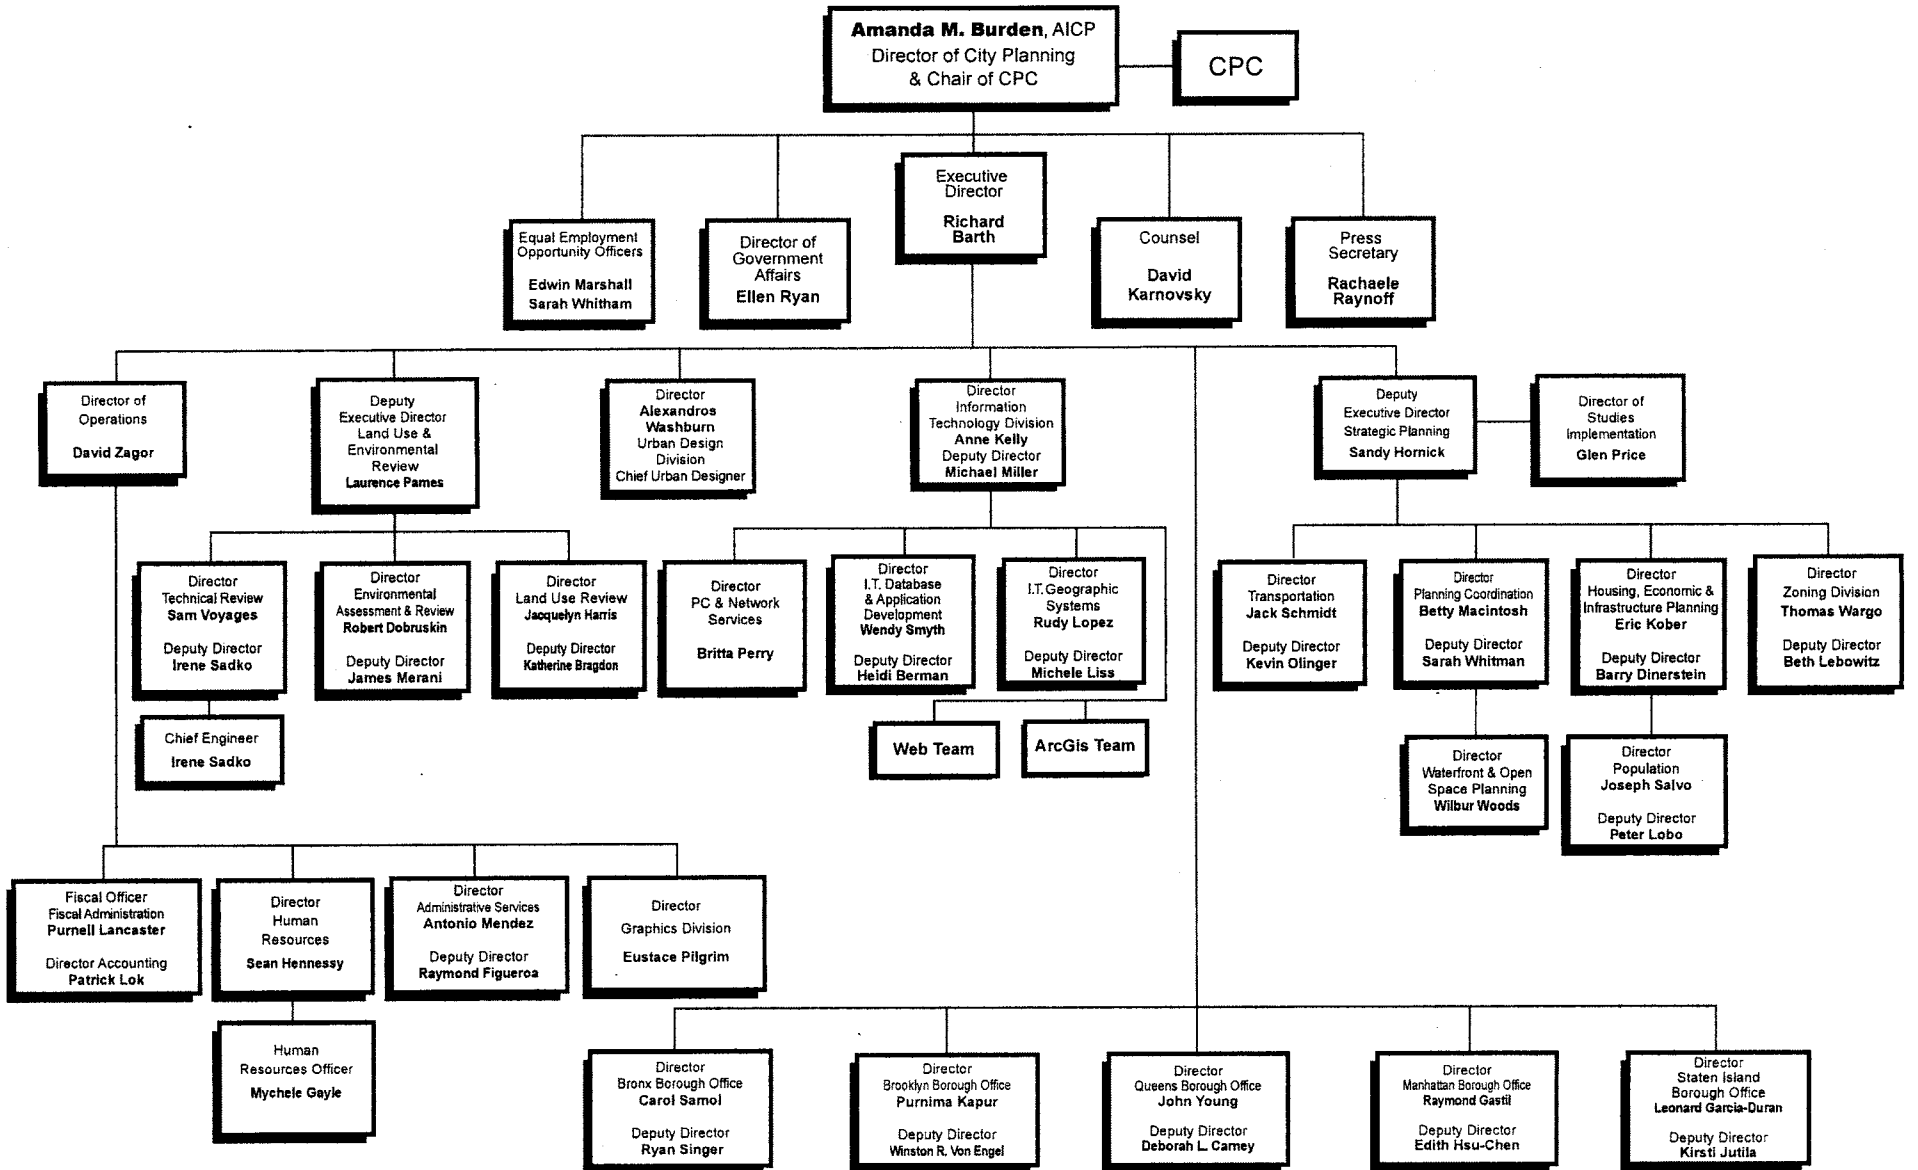 Amanda M. Burden, AICP
Director of City Planning
& Chair of CPC
CPC
Equal Employment
Opportunity Officers
Edwin Marshall
Sarah Whitham
Director of
Government
Affairs
Ellen Ryan
Executive
Director
Richard
Barth
Counsel
David
Karnovsky
Press
Secretary
Rachaele
Raynoff
Director of
Operations
David Zagor
Deputy
Executive Director
Land Use &
Environmental
Review
Laurence Pames
Director
Alexandros
Washburn
Urban Design
Division
Chief Urban Designer
Director
Information
Technology Division
Anne Kelly
Deputy Director
Michael Miller
Deputy
Executive Director
Strategic Planning
Sandy Hornick
Director of
Studies
Implementation
Glen Price
Director
Technical Review
Sam Voyages
Deputy Director
Irene Sadko
Director
Environmental
Assessment & Review
Robert Dobruskin
Deputy Director
James Merani
Director
Land Use Review
Jacquelyn Harris
Deputy Director
Katherine Bragdon
Director
PC & Network
Services
Britta Perry
Director
I.T. Database
& Application
Development
Wendy Smyth
Deputy Director
Heidi Berman
Director
I.T. Geographic
Systems
Rudy Lopez
Deputy Director
Michele Liss
Director
Transportation
Jack Schmidt
Deputy Director
Kevin Olinger
Director
Planning Coordination
Betty Macintosh
Deputy Director
Sarah Whitman
Director
Housing, Economic &
Infrastructure Planning
Eric Kober
Deputy Director
Barry Dinerstein
Director
Zoning Division
Thomas Wargo
Deputy Director
Beth Lebowitz
Chief Engineer
Irene Sadko
Web Team
ArcGis Team
Director
Waterfront & Open
Space Planning
Wilbur Woods
Director
Population
Joseph Salvo
Deputy Director
Peter Lobo
Fiscal Officer
Fiscal Administration
Purnell Lancaster
Director Accounting
Patrick Lok
Director
Human
Resources
Sean Hennessy
Director
Administrative Services
Antonio Mendez
Deputy Director
Raymond Figueroa
Director
Graphics Division
Eustace Pilgrim
Human
Resources Officer
Mychele Gayle
Director
Bronx Borough Office
Carol Samol
Deputy Director
Ryan Singer
Director
Brooklyn Borough Office
Purnima Kapur
Deputy Director
Winston R. Von Engel
Director
Queens Borough Office
John Young
Deputy Director
Deborah L. Carney
Director
Manhattan Borough Office
Raymond Gastil
Deputy Director
Edith Hsu-Chen
Director
Staten Island
Borough Office
Leonard Garcia-Duran
Deputy Director
Kirsti Jutila